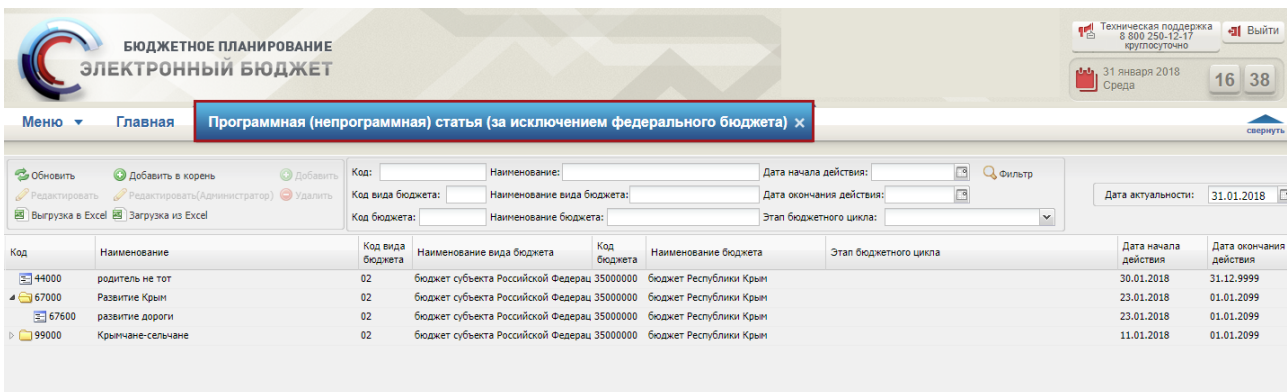 БЮДЖЕТНОЕ ПЛАНИРОВАНИЕ
ЭЛЕКТРОННЫЙ БЮДЖЕТ
Техническая поддержка
8 800 250-12-17
круглосуточно
Выйти
31 января 2018
Среда
16 38
Меню Главная Программная (непрограммная) статья (за исключением федерального бюджета) ×
свернуть
Обновить Добавить в корень Добавить
Редактировать Редактировать(Администратор) Удалить
Выгрузка в Excel Загрузка из Excel
Код: Наименование: Дата начала действия: Фильтр
Код вида бюджета: Наименование вида бюджета: Дата окончания действия:
Код бюджета: Наименование бюджета: Этап бюджетного цикла:
Дата актуальности: 31.01.2018
Код Наименование Код вида бюджета Наименование вида бюджета Код бюджета Наименование бюджета Этап бюджетного цикла Дата начала действия Дата окончания действия
44000 родитель не тот 02 бюджет субъекта Российской Федерац 35000000 бюджет Республики Крым 30.01.2018 31.12.9999
67000 Развитие Крым 02 бюджет субъекта Российской Федерац 35000000 бюджет Республики Крым 23.01.2018 01.01.2099
67600 развитие дороги 02 бюджет субъекта Российской Федерац 35000000 бюджет Республики Крым 23.01.2018 01.01.2099
99000 Крымчане-сельчане 02 бюджет субъекта Российской Федерац 35000000 бюджет Республики Крым 11.01.2018 01.01.2099